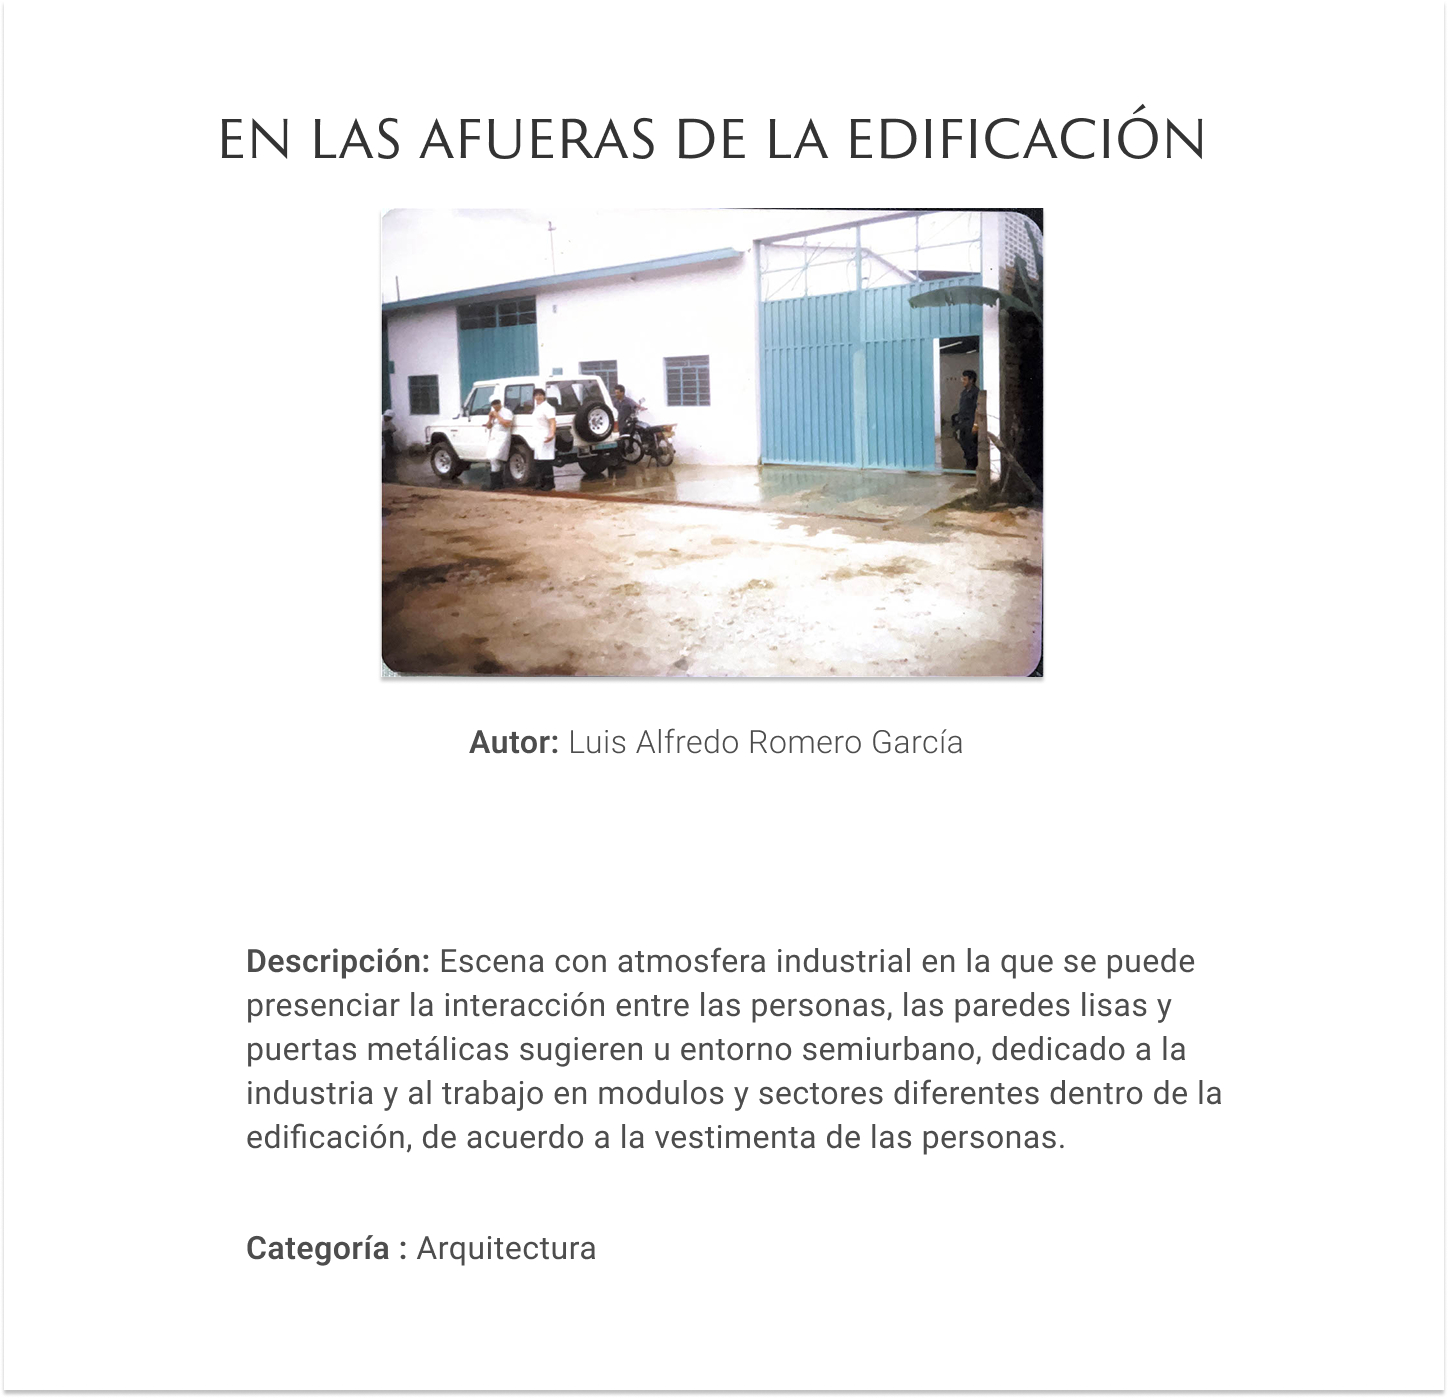 EN LAS AFUERAS DE LA EDIFICACIÓN
Autor: Luis Alfredo Romero García
Descripción: Escena con atmosfera industrial en la que se puede
presenciar la interacción entre las personas, las paredes lisas y
puertas metálicas sugieren u entorno semiurbano, dedicado a la
industria y al trabajo en modulos y sectores diferentes dentro de la
edificación, de acuerdo a la vestimenta de las personas.
Categoría : Arquitectura